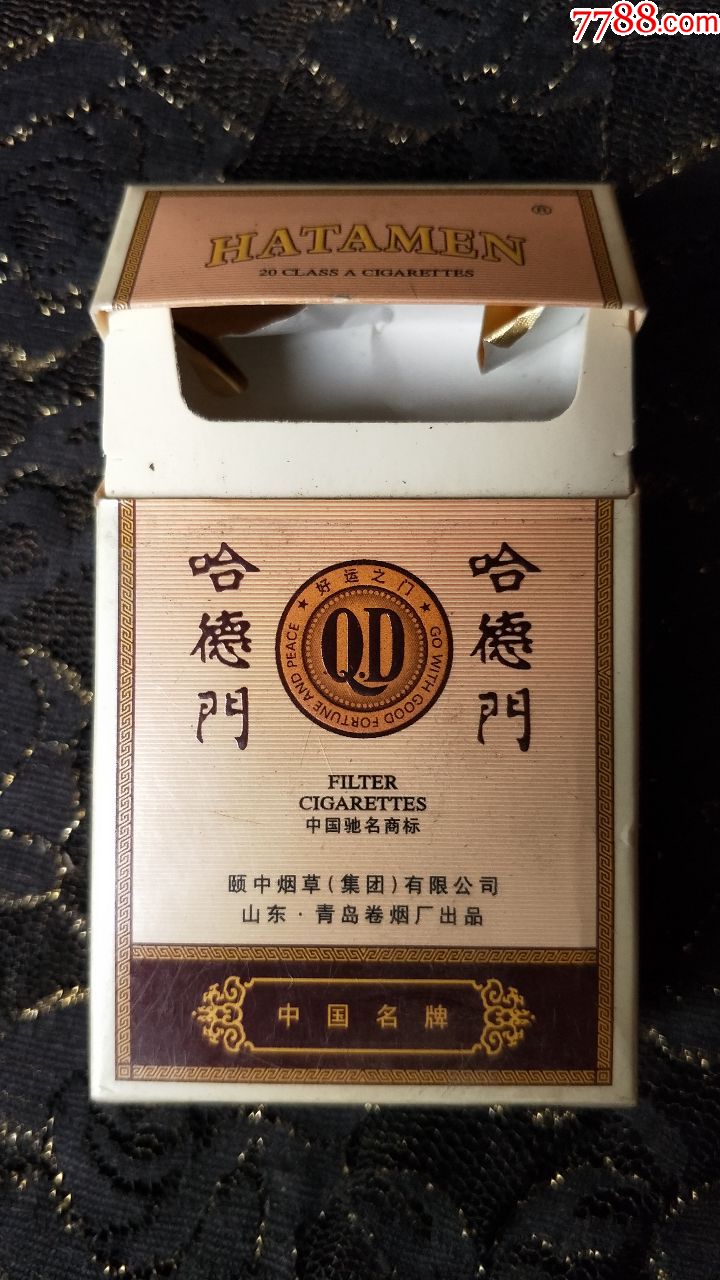 7788.com
HATAMEN®
20 CLASS A CIGARETTES
哈德門
好运之门
Q.D
GO WITH GOOD FORTUNE AND PEACE
哈德門
FILTER
CIGARETTES
中国驰名商标
颐中烟草(集团)有限公司
山东·青岛卷烟厂出品
中国名牌